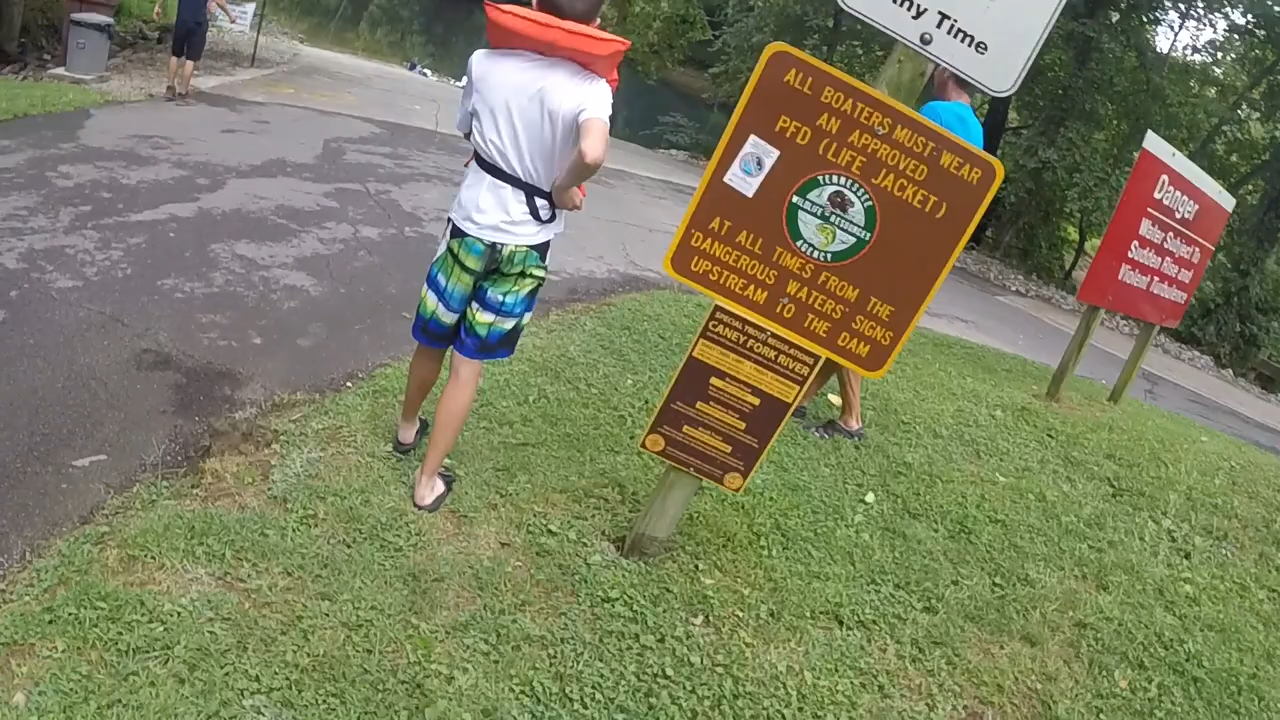 ny Time
ALL BOATERS MUST WEAR
AN APPROVED
PFD (LIFE JACKET)
TENNESSEE
WILDLIFE RESOURCES
AGENCY
AT ALL TIMES FROM THE
'DANGEROUS WATERS' SIGNS
UPSTREAM TO THE DAM
SPECIAL TROUT REGULATIONS
CANEY FORK RIVER
Danger
Water Subject to
Sudden Rise and
Violent Turbulence